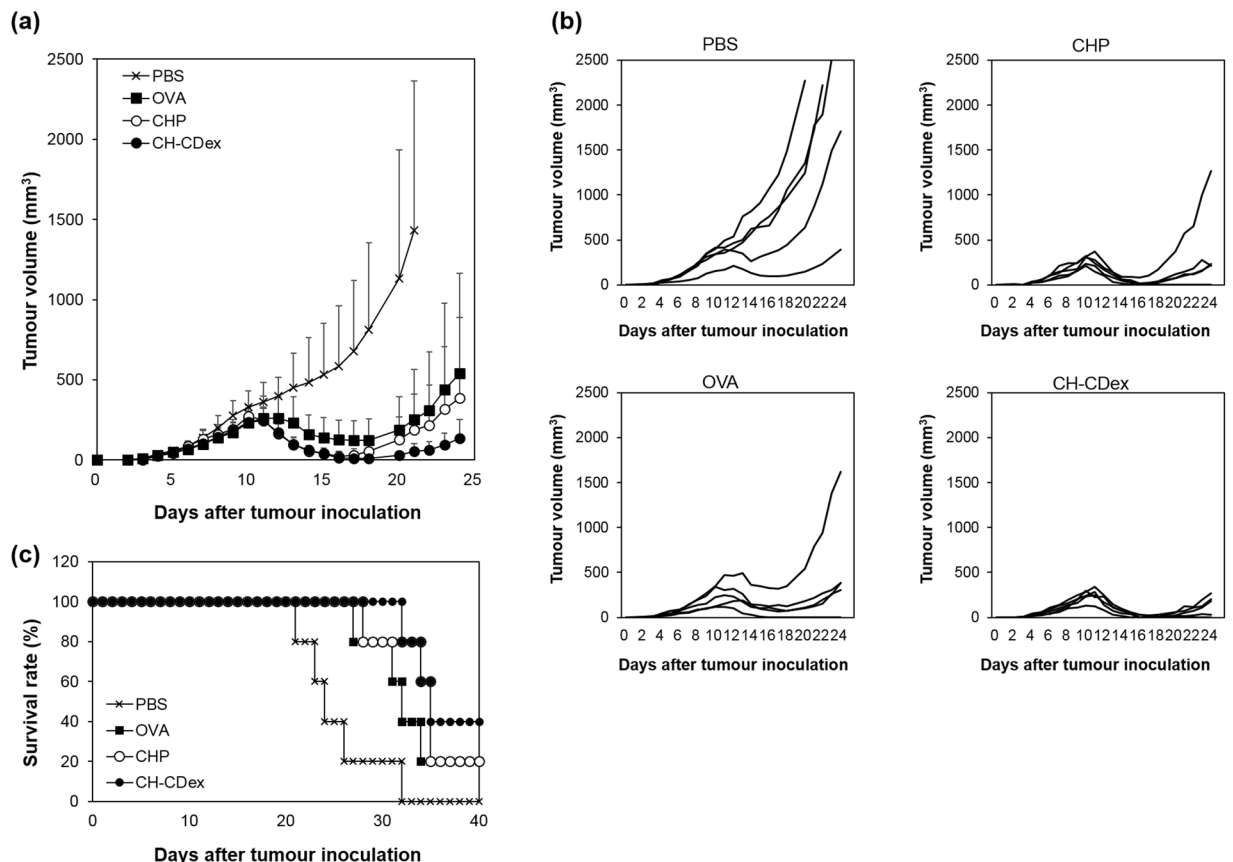 (a)
2500
2000
1500
1000
500
0
Tumour volume (mm³)
PBS
OVA
CHP
CH-CDex
0 5 10 15 20 25
Days after tumour inoculation
(b)
PBS
2500
2000
1500
1000
500
0
Tumour volume (mm³)
0 2 4 6 8 10 12 14 16 18 20 22 24
Days after tumour inoculation
CHP
2500
2000
1500
1000
500
0
Tumour volume (mm³)
0 2 4 6 8 10 12 14 16 18 20 22 24
Days after tumour inoculation
OVA
2500
2000
1500
1000
500
0
Tumour volume (mm³)
0 2 4 6 8 10 12 14 16 18 20 22 24
Days after tumour inoculation
CH-CDex
2500
2000
1500
1000
500
0
Tumour volume (mm³)
0 2 4 6 8 10 12 14 16 18 20 22 24
Days after tumour inoculation
(c)
120
100
80
60
40
20
0
Survival rate (%)
PBS
OVA
CHP
CH-CDex
0 10 20 30 40
Days after tumour inoculation